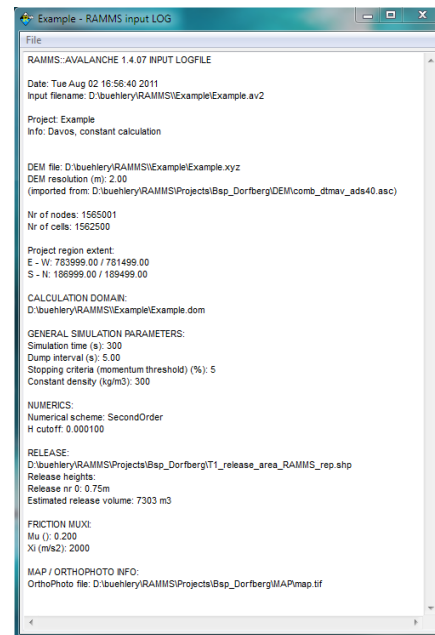 Example - RAMMS input LOG
File
RAMMS::AVALANCHE 1.4.07 INPUT LOGFILE
Date: Tue Aug 02 16:56:40 2011
Input filename: D:\buehlery\RAMMS\\Example\Example.av2
Project: Example
Info: Davos, constant calculation
DEM file: D:\buehlery\RAMMS\\Example\Example.xyz
DEM resolution (m): 2.00
(imported from: D:\buehlery\RAMMS\Projects\Bsp_Dorfberg\DEM\comb_dtmav_ads40.asc)
Nr of nodes: 1565001
Nr of cells: 1562500
Project region extent:
E - W: 783999.00 / 781499.00
S - N: 186999.00 / 189499.00
CALCULATION DOMAIN:
D:\buehlery\RAMMS\Example\Example.dom
GENERAL SIMULATION PARAMETERS:
Simulation time (s): 300
Dump interval (s): 5.00
Stopping criteria (momentum threshold) (%): 5
Constant density (kg/m3): 300
NUMERICS:
Numerical scheme: SecondOrder
H cutoff: 0.000100
RELEASE:
D:\buehlery\RAMMS\Projects\Bsp_Dorfberg\T1_release_area_RAMMS_rep.shp
Release heights:
Release nr 0: 0.75m
Estimated release volume: 7303 m3
FRICTION MUXI:
Mu (): 0.200
Xi (m/s2): 2000
MAP / ORTHOPHOTO INFO:
OrthoPhoto file: D:\buehlery\RAMMS\Projects\Bsp_Dorfberg\MAP\map.tif